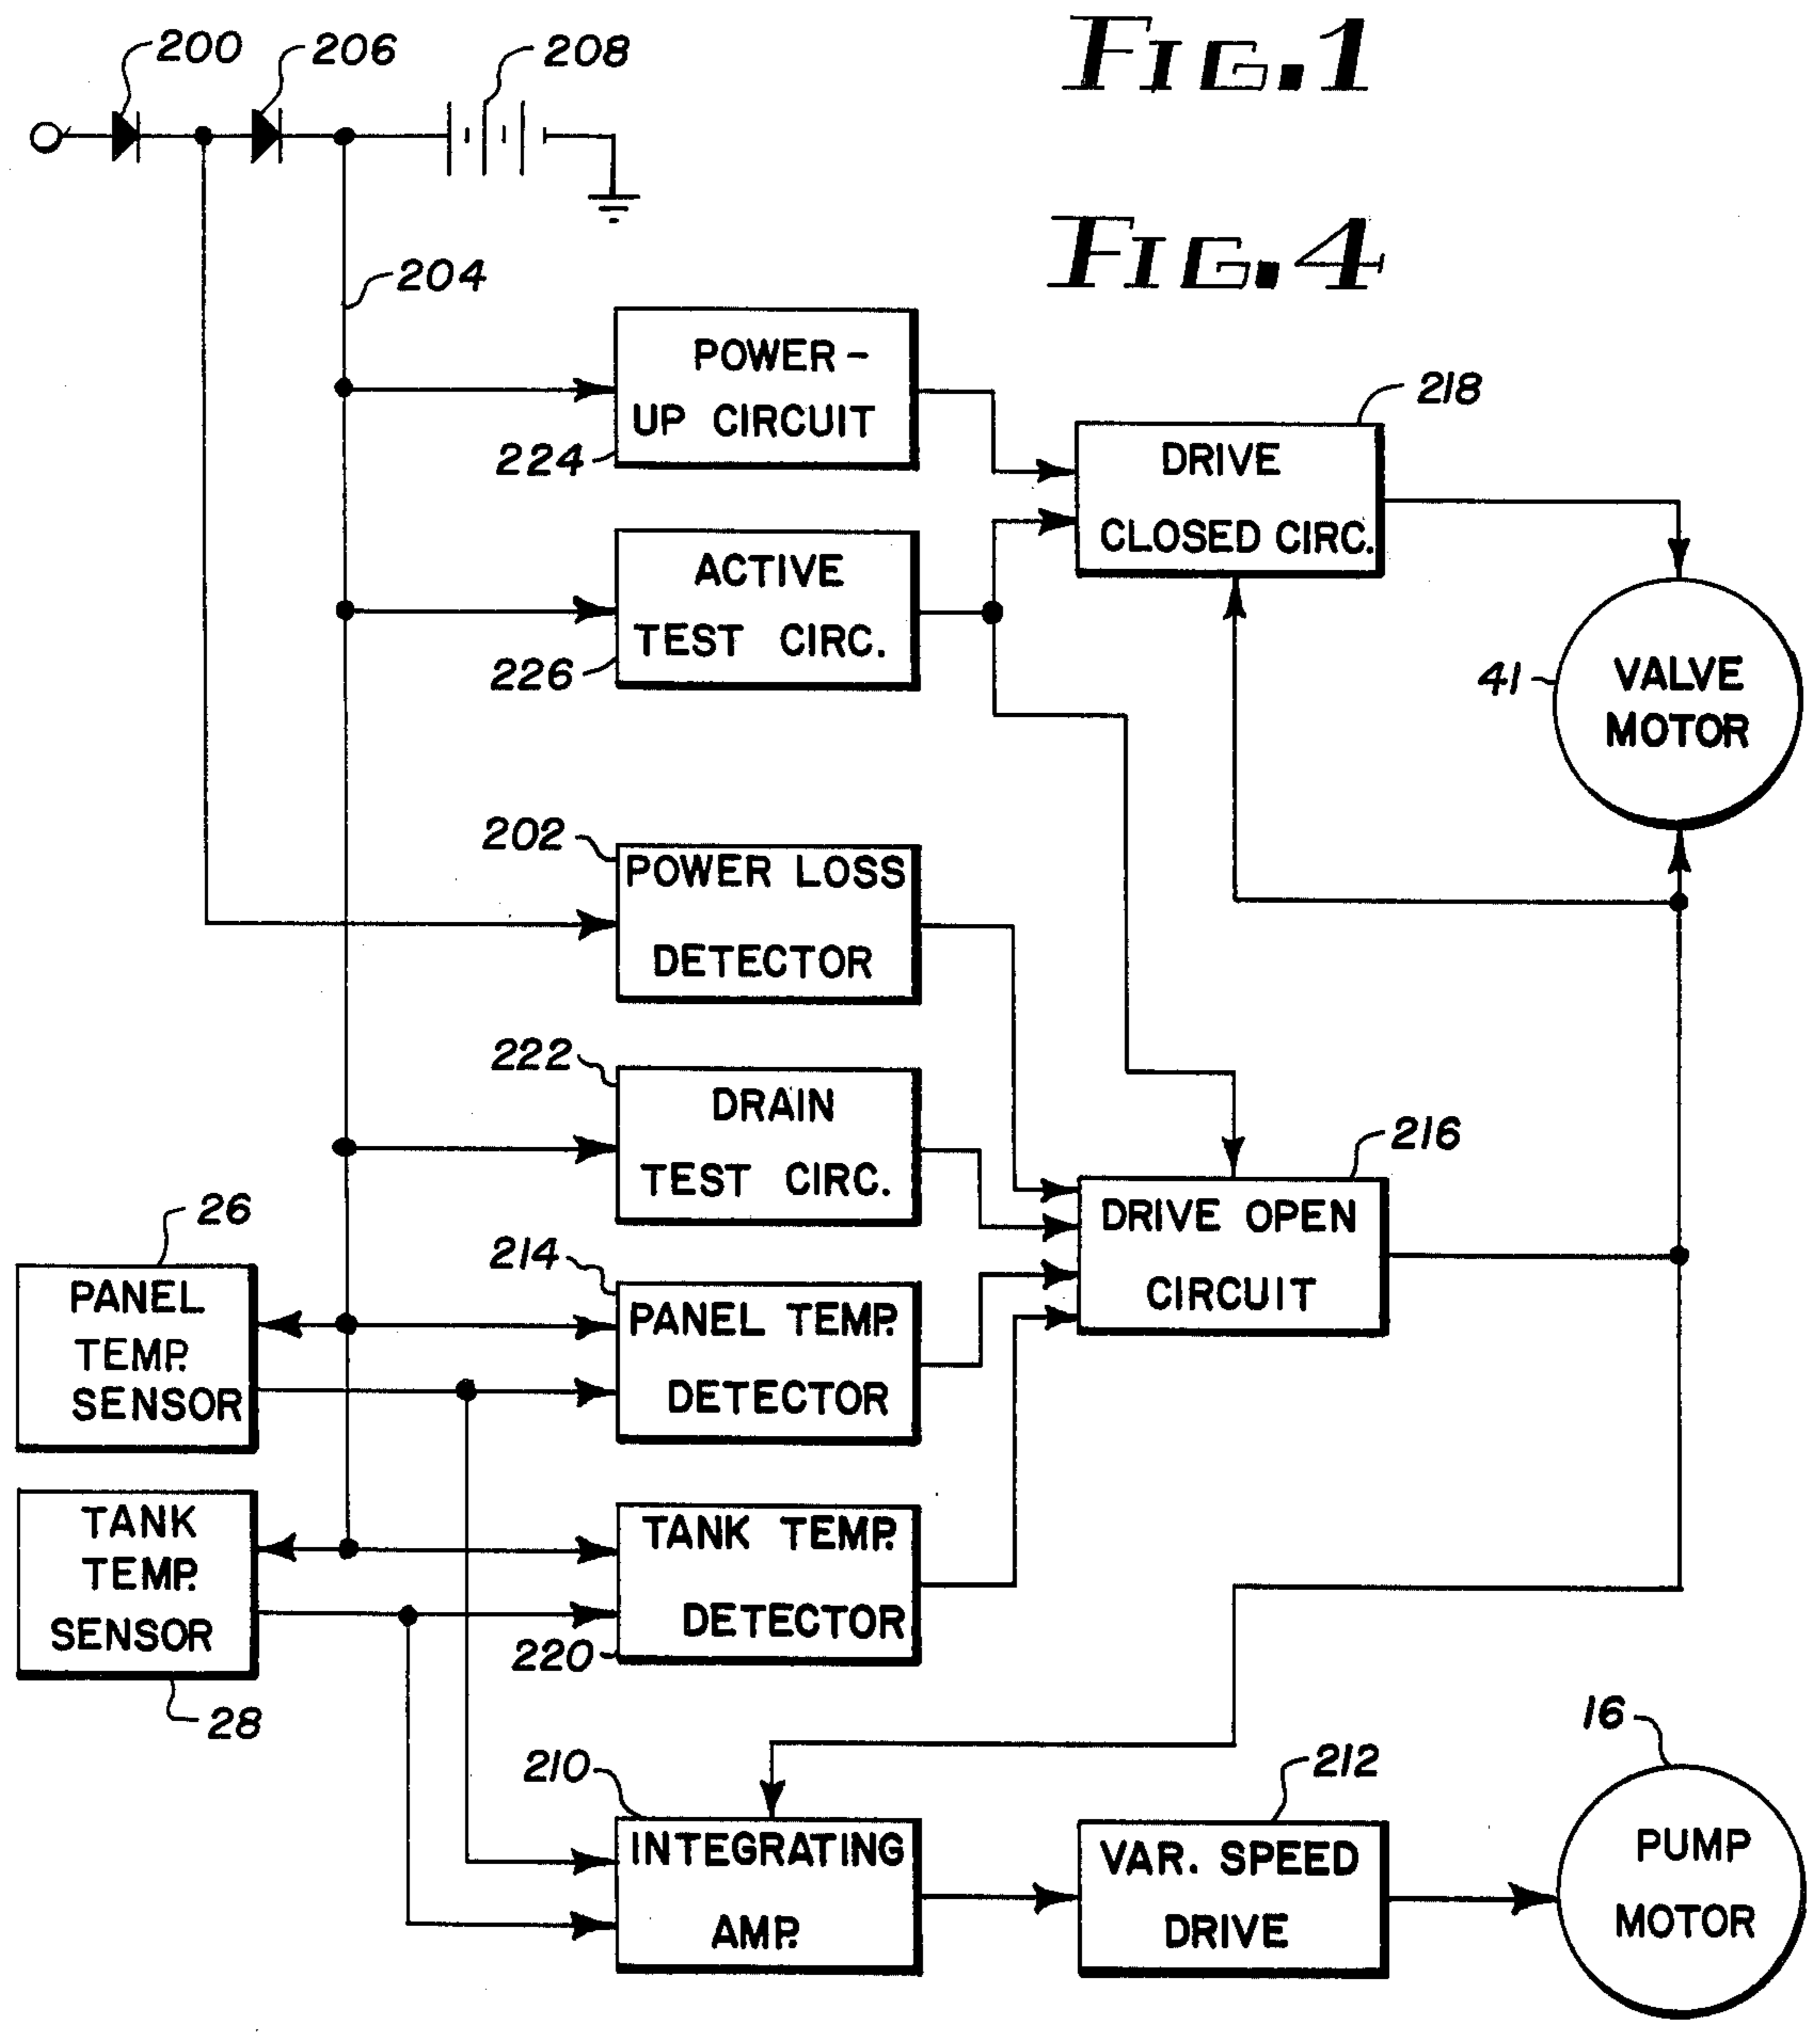 FIG.1
200
206
208
FIG.4
204
POWER-
UP CIRCUIT
224
218
DRIVE
CLOSED CIRC.
ACTIVE
TEST CIRC.
226
41
VALVE
MOTOR
202
POWER LOSS
DETECTOR
222
DRAIN
TEST CIRC.
216
DRIVE OPEN
CIRCUIT
26
PANEL
TEMP.
SENSOR
214
PANEL TEMP.
DETECTOR
TANK
TEMP.
SENSOR
28
TANK TEMP.
DETECTOR
220
210
INTEGRATING
AMP.
212
VAR. SPEED
DRIVE
16
PUMP
MOTOR